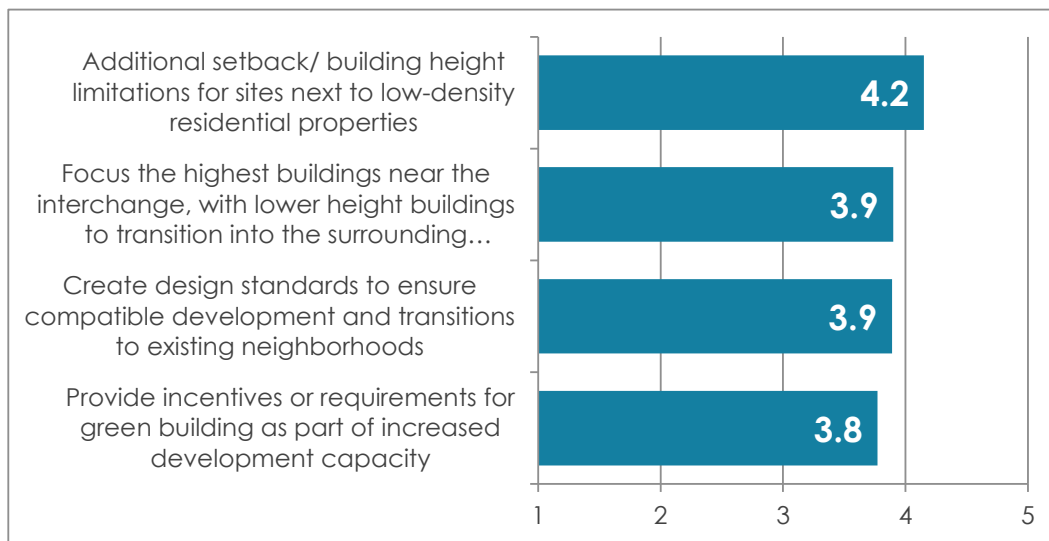 Additional setback/ building height
limitations for sites next to low-density
residential properties
4.2
Focus the highest buildings near the
interchange, with lower height buildings
to transition into the surrounding…
3.9
Create design standards to ensure
compatible development and transitions
to existing neighborhoods
3.9
Provide incentives or requirements for
green building as part of increased
development capacity
3.8
1 2 3 4 5